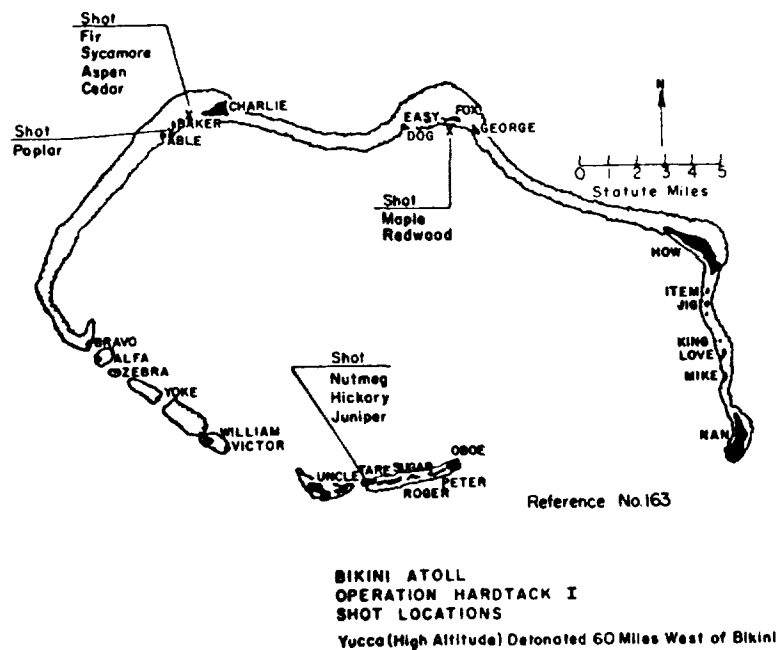 Shot
Fir
Sycamore
Aspen
Cedar
CHARLIE
BAKER
ABLE
Shot
Poplar
EASY
FOX
DOG
GEORGE
N
0 1 2 3 4 5
Statute Miles
Shot
Maple
Redwood
HOW
ITEM
JIG
KING
LOVE
MIKE
NAN
BRAVO
ALFA
ZEBRA
YOKE
WILLIAM
VICTOR
Shot
Nutmeg
Hickory
Juniper
UNCLE
TARE
SUGAR
OBOE
ROGER
PETER
Reference No.163
BIKINI ATOLL
OPERATION HARDTACK I
SHOT LOCATIONS
Yucca (High Altitude) Detonated 60 Miles West of Bikini